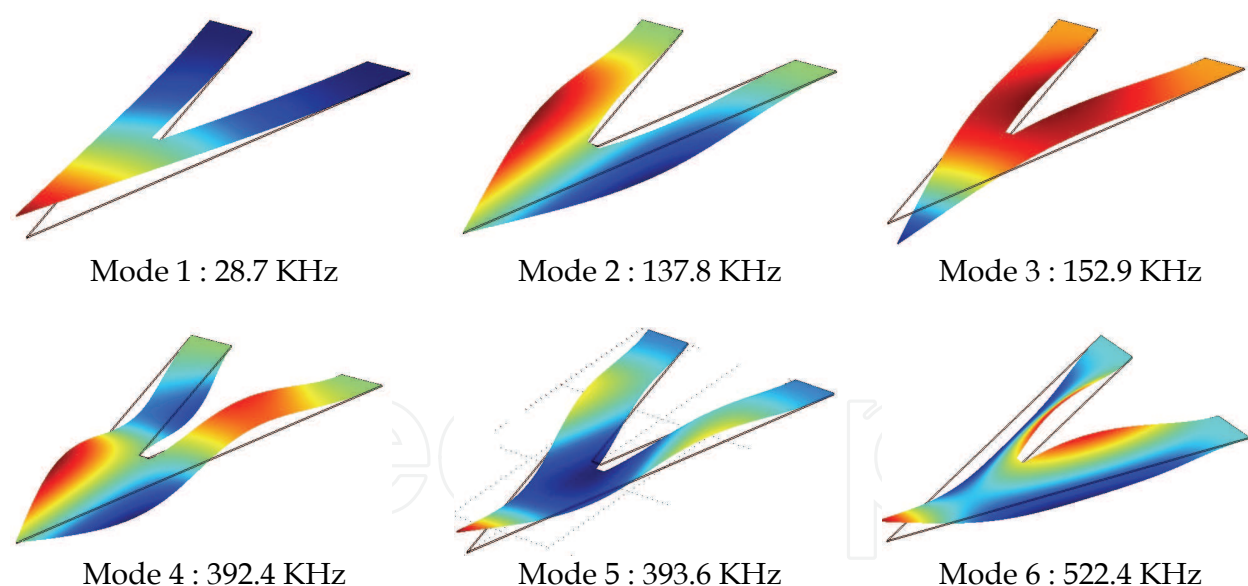 Mode 1 : 28.7 KHz
Mode 2 : 137.8 KHz
Mode 3 : 152.9 KHz
Mode 4 : 392.4 KHz
Mode 5 : 393.6 KHz
Mode 6 : 522.4 KHz